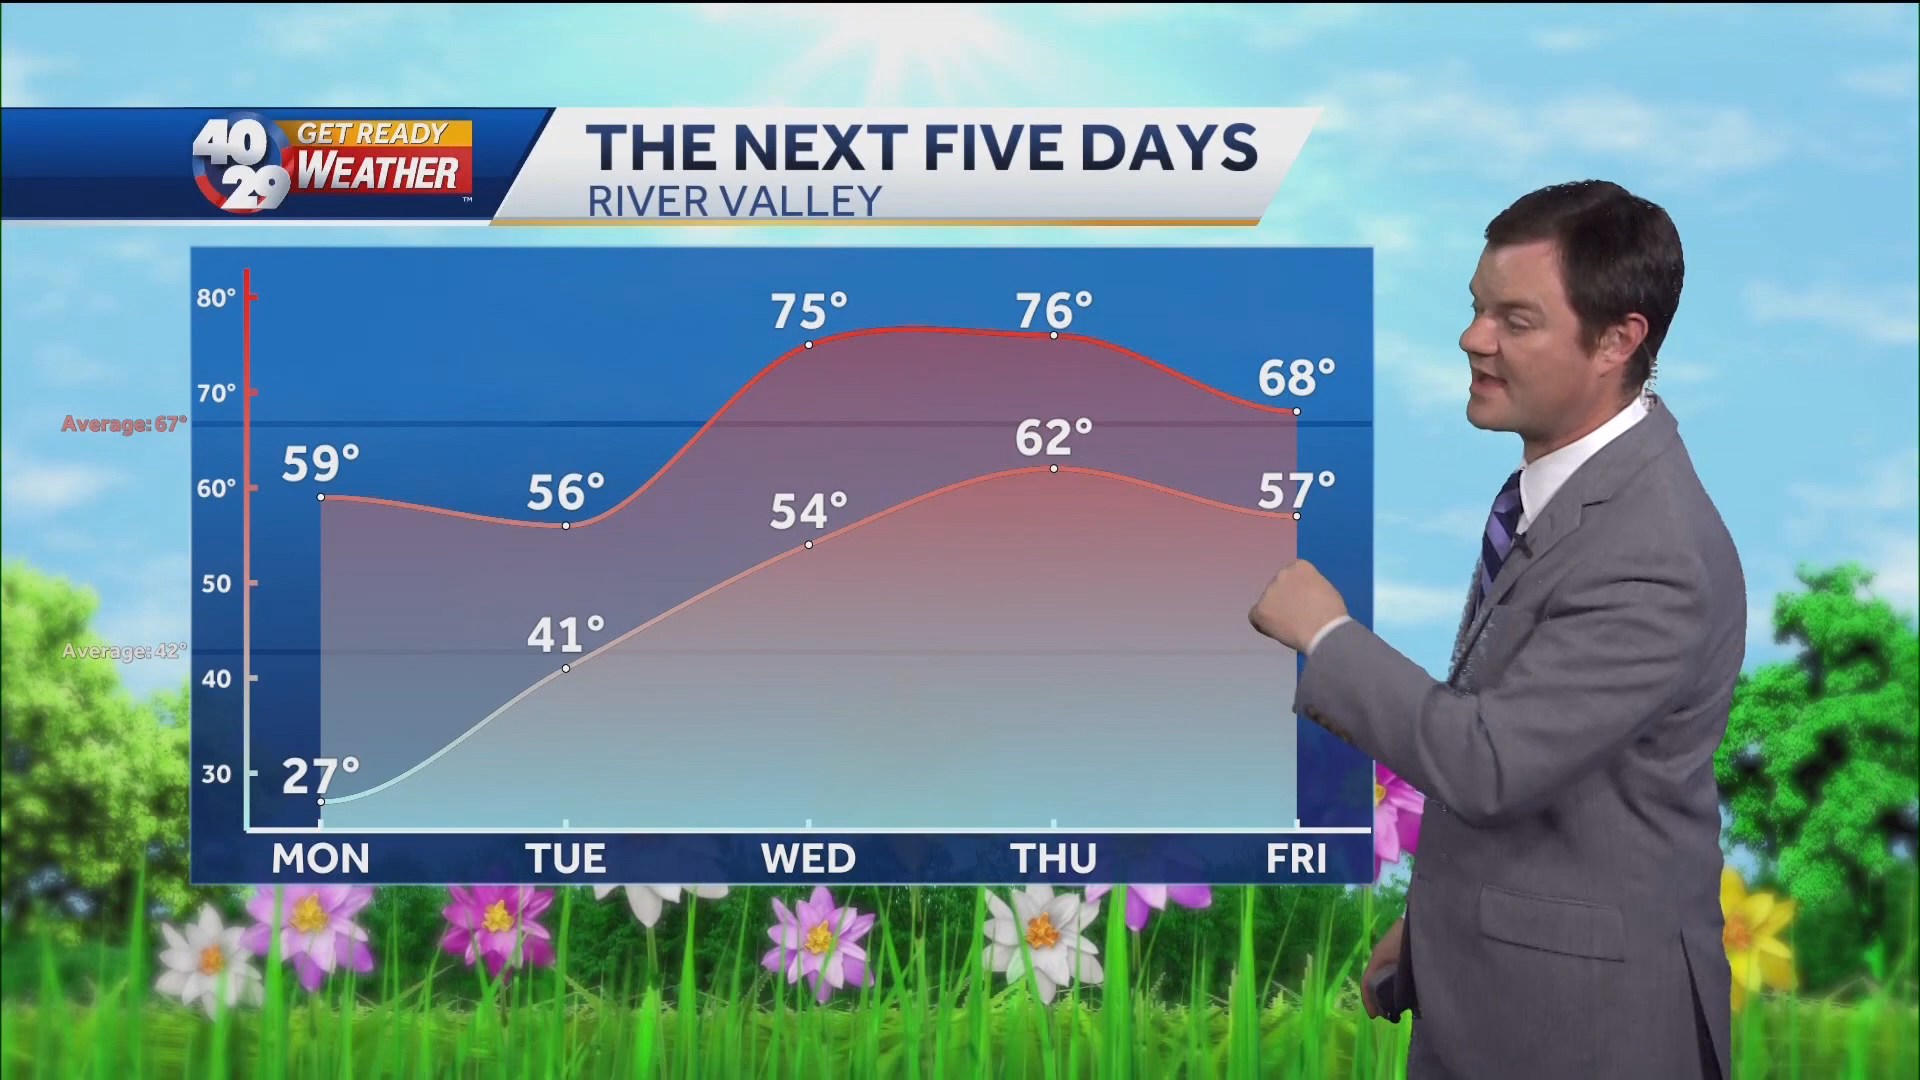 40
29
GET READY
WEATHER
™
THE NEXT FIVE DAYS
RIVER VALLEY
80°
70°
60°
50
40
30
Average: 67°
Average: 42°
59°
56°
75°
76°
68°
27°
41°
54°
62°
57°
MON
TUE
WED
THU
FRI